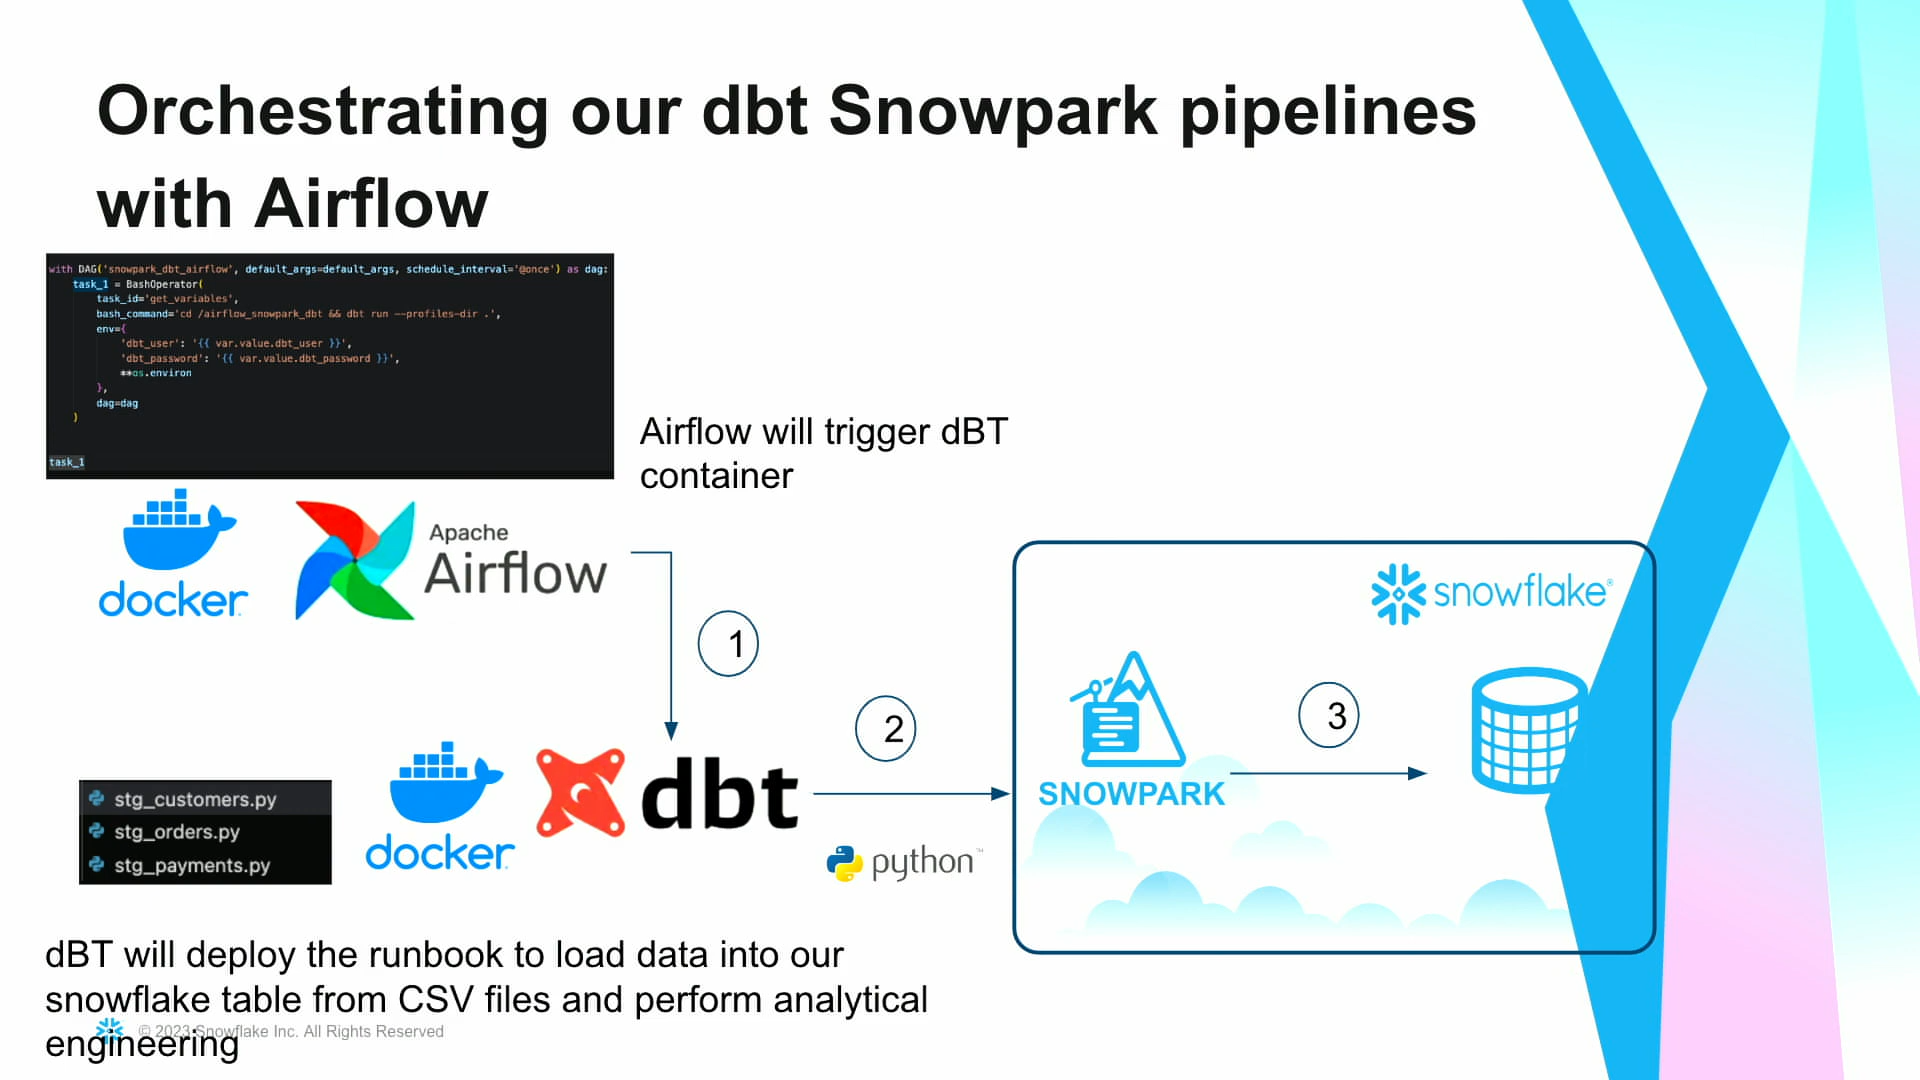 Orchestrating our dbt Snowpark pipelines
with Airflow
with DAG('snowpark_dbt_airflow', default_args=default_args, schedule_interval='@once') as dag:
task_1 = BashOperator(
task_id='get_variables',
bash_command='cd /airflow_snowpark_dbt && dbt run --profiles-dir .',
env={
'dbt_user': '{{ var.value.dbt_user }}',
'dbt_password': '{{ var.value.dbt_password }}',
**os.environ
},
dag=dag
)
task_1
Airflow will trigger dBT
container
docker
Apache
Airflow
1
snowflake®
2
3
SNOWPARK
stg_customers.py
stg_orders.py
stg_payments.py
docker
dbt
python™
dBT will deploy the runbook to load data into our
snowflake table from CSV files and perform analytical
engineering
© 2023 Snowflake Inc. All Rights Reserved